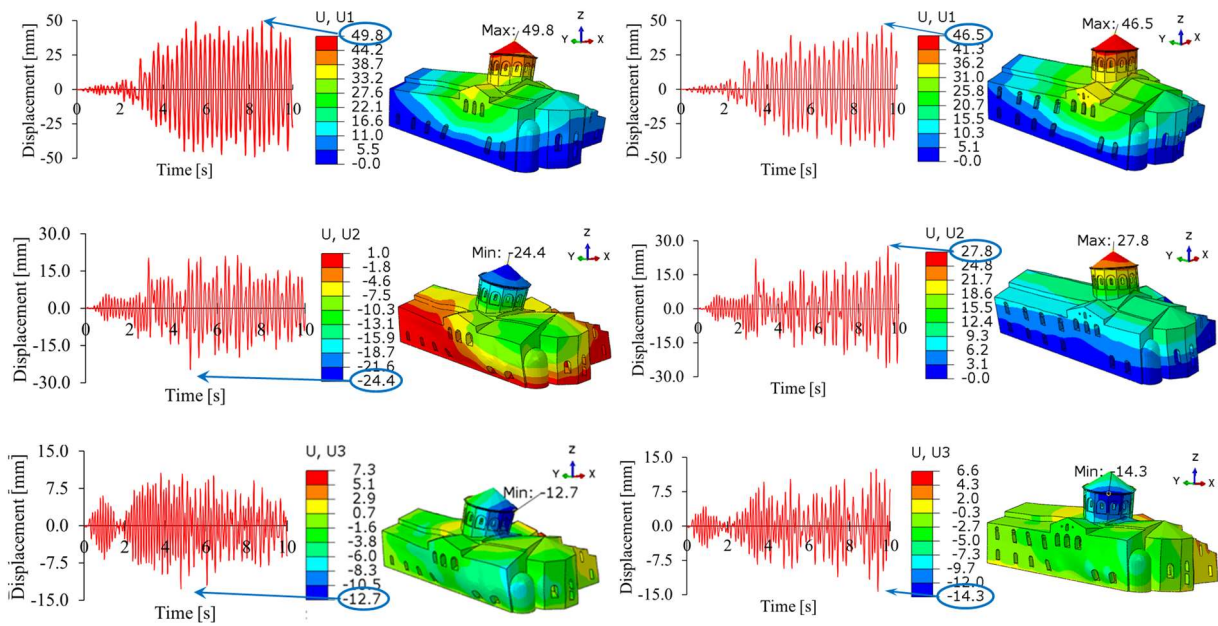 Displacement [mm]
50
25
0
-25
-50
0 2 4 6 8 10
Time [s]
U, U1
49.8
44.2
38.7
33.2
27.6
22.1
16.6
11.0
5.5
-0.0
Max: 49.8
Z
Y X
Displacement [mm]
50
25
0
-25
-50
0 2 4 6 8 10
Time [s]
U, U1
46.5
41.3
36.2
31.0
25.8
20.7
15.5
10.3
5.2
-0.0
Max: 46.5
Z
Y X
Displacement [mm]
30.0
15.0
0.0
-15.0
-30.0
0 2 4 6 8 10
Time [s]
U, U2
1.0
-1.8
-4.6
-7.5
-10.3
-13.1
-15.9
-18.7
-21.6
-24.4
Min: -24.4
Z
Y X
Displacement [mm]
30.0
15.0
0.0
-15.0
-30.0
0 2 4 6 8 10
Time [s]
U, U2
27.8
24.8
21.7
18.6
15.5
12.4
9.3
6.2
3.1
-0.0
Max: 27.8
Z
Y X
Displacement [mm]
15.0
7.5
0.0
-7.5
-15.0
0 2 4 6 8 10
Time [s]
U, U3
7.3
5.1
2.9
0.7
-1.6
-3.8
-6.0
-8.3
-10.5
-12.7
Min: -12.7
Z
Y X
Displacement [mm]
15.0
7.5
0.0
-7.5
-15.0
0 2 4 6 8 10
Time [s]
U, U3
6.6
4.3
2.0
-0.3
-2.7
-5.0
-7.3
-9.7
-12.0
-14.3
Min: -14.3
Z
Y X